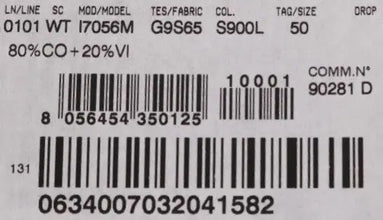 LN/LINE SC MOD/MODEL TES/FABRIC COL. TAG/SIZE DROP
0101 WT I7056M G9S65 S900L 50
80%CO+20%VI
10001 COMM.N°
90281 D
8 056454 350125
131
0634007032041582